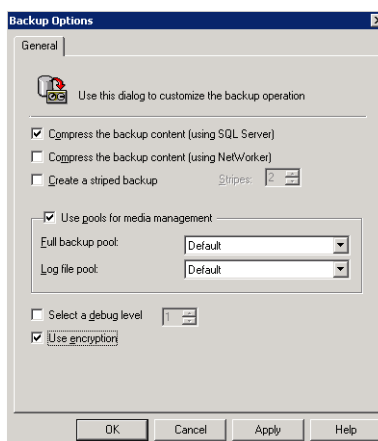 Backup Options
General
Use this dialog to customize the backup operation
Compress the backup content (using SQL Server)
Compress the backup content (using NetWorker)
Create a striped backup Stripes: 2
Use pools for media management
Full backup pool: Default
Log file pool: Default
Select a debug level 1
Use encryption
OK Cancel Apply Help